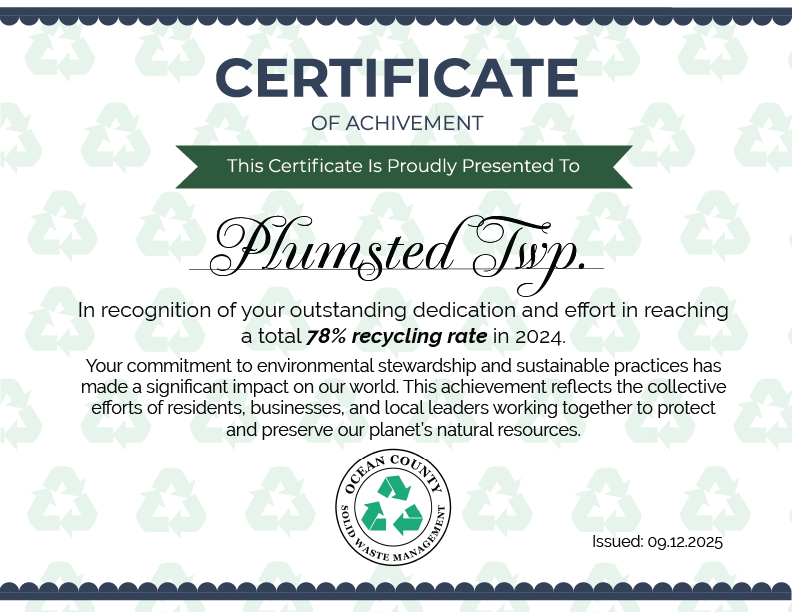 CERTIFICATE
OF ACHIVEMENT
This Certificate Is Proudly Presented To
Plumsted Twp.
In recognition of your outstanding dedication and effort in reaching
a total 78% recycling rate in 2024.
Your commitment to environmental stewardship and sustainable practices has
made a significant impact on our world. This achievement reflects the collective
efforts of residents, businesses, and local leaders working together to protect
and preserve our planet's natural resources.
OCEAN COUNTY
SOLID WASTE MANAGEMENT
Issued: 09.12.2025